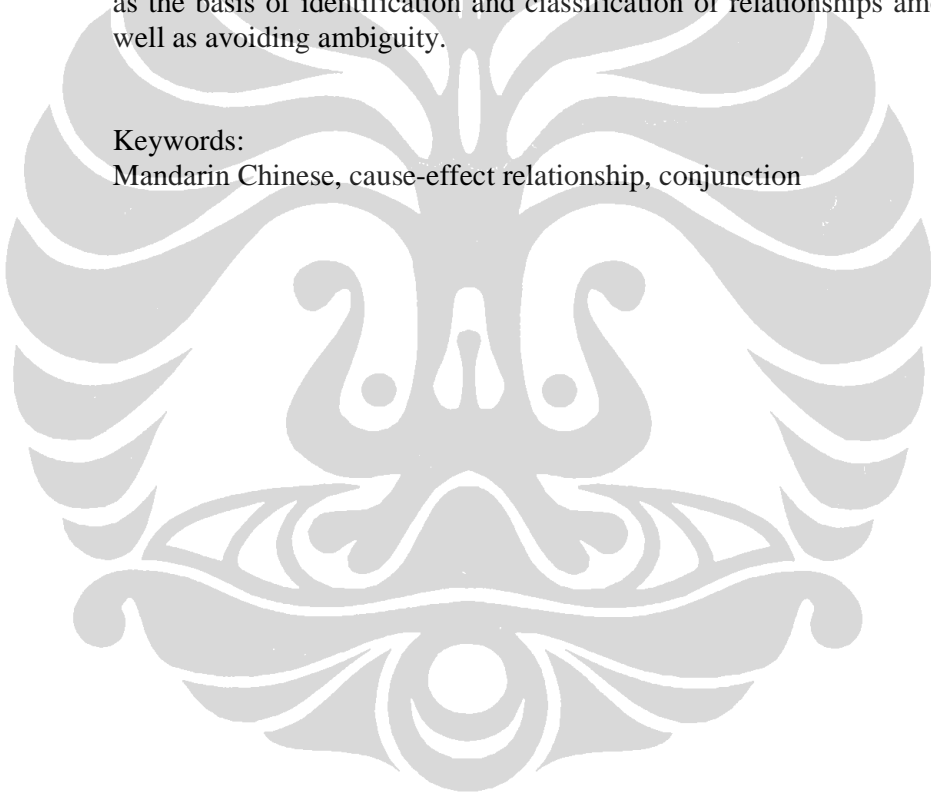 as the basis of identification and classification of relationships
well as avoiding ambiguity.
Keywords:
Mandarin Chinese, cause-effect relationship, conjunction